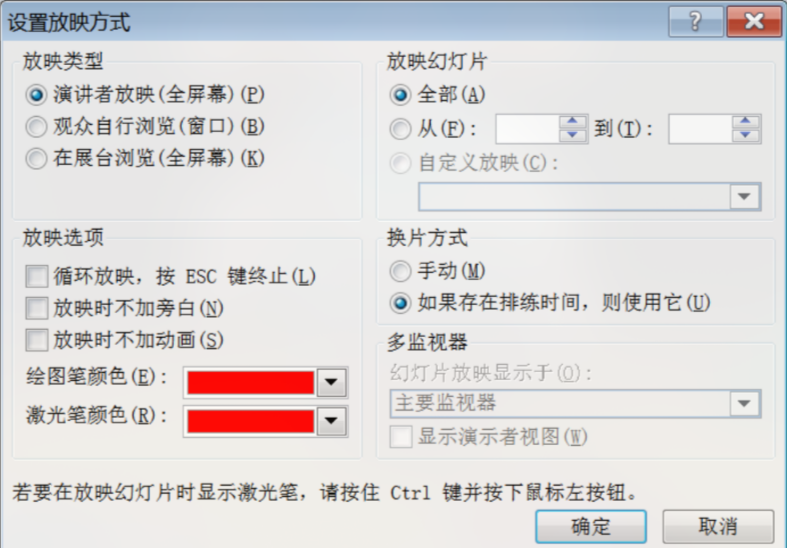 设置放映方式
放映类型
演讲者放映(全屏幕)(P)
观众自行浏览(窗口)(B)
在展台浏览(全屏幕)(K)
放映选项
循环放映，按 ESC 键终止(L)
放映时不加旁白(N)
放映时不加动画(S)
绘图笔颜色(E):
激光笔颜色(R):
放映幻灯片
全部(A)
从(F): 到(T):
自定义放映(C):
换片方式
手动(M)
如果存在排练时间，则使用它(U)
多监视器
幻灯片放映显示于(O):
主要监视器
显示演示者视图(W)
若要在放映幻灯片时显示激光笔，请按住 Ctrl 键并按下鼠标左按钮。
确定 取消